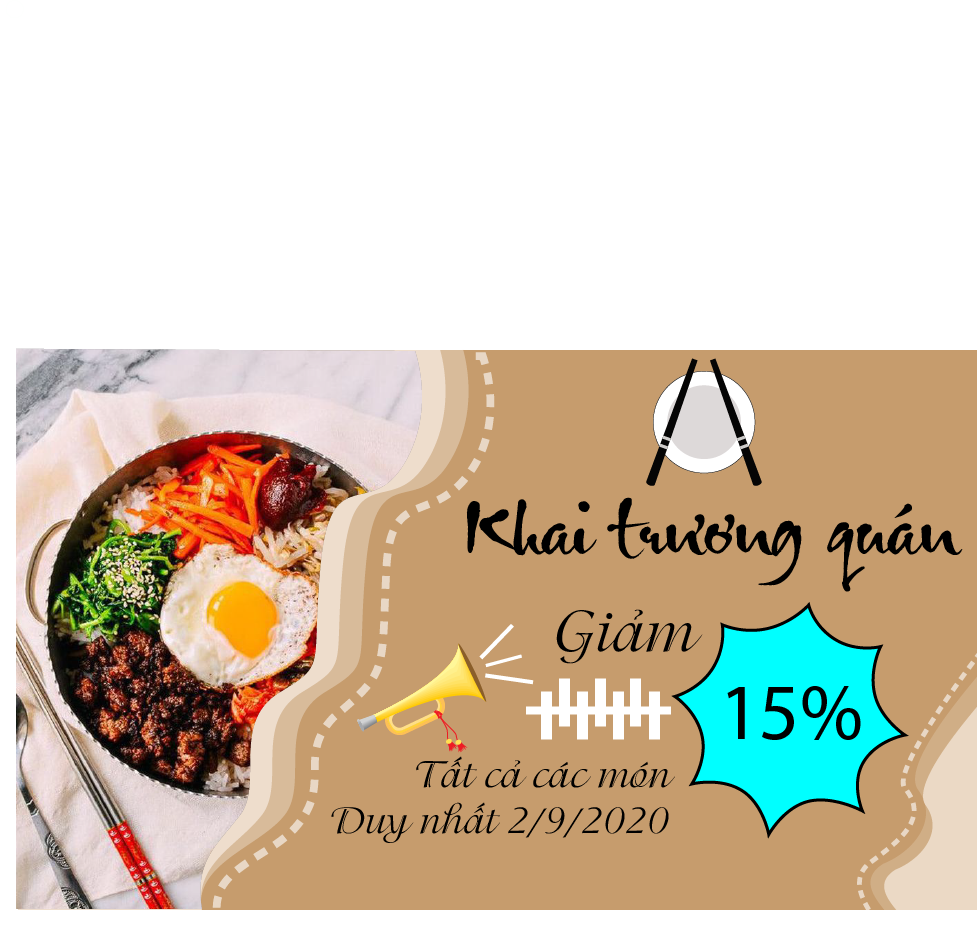 Khai trương quán
Giảm
15%
Tất cả các món
Duy nhất 2/9/2020